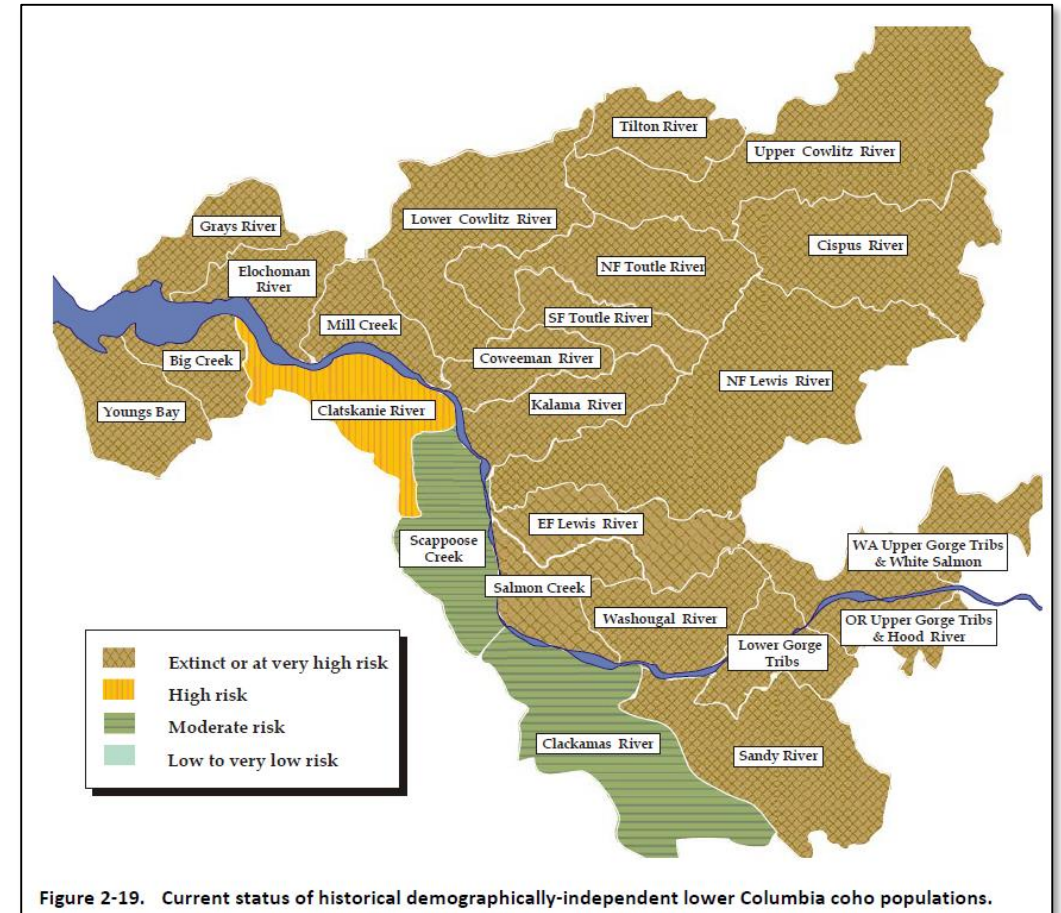 Tilton River
Upper Cowlitz River
Lower Cowlitz River
Grays River
Cispus River
NF Toutle River
Elochoman
River
SF Toutle River
Mill Creek
Coweeman River
Big Creek
NF Lewis River
Kalama River
Clatskanie River
Youngs Bay
EF Lewis River
Scappoose
Creek
WA Upper Gorge Tribs
& White Salmon
Salmon Creek
Washougal River
OR Upper Gorge Tribs
& Hood River
Lower Gorge
Tribs
Clackamas River
Sandy River
Extinct or at very high risk
High risk
Moderate risk
Low to very low risk
Figure 2-19. Current status of historical demographically-independent lower Columbia coho populations.